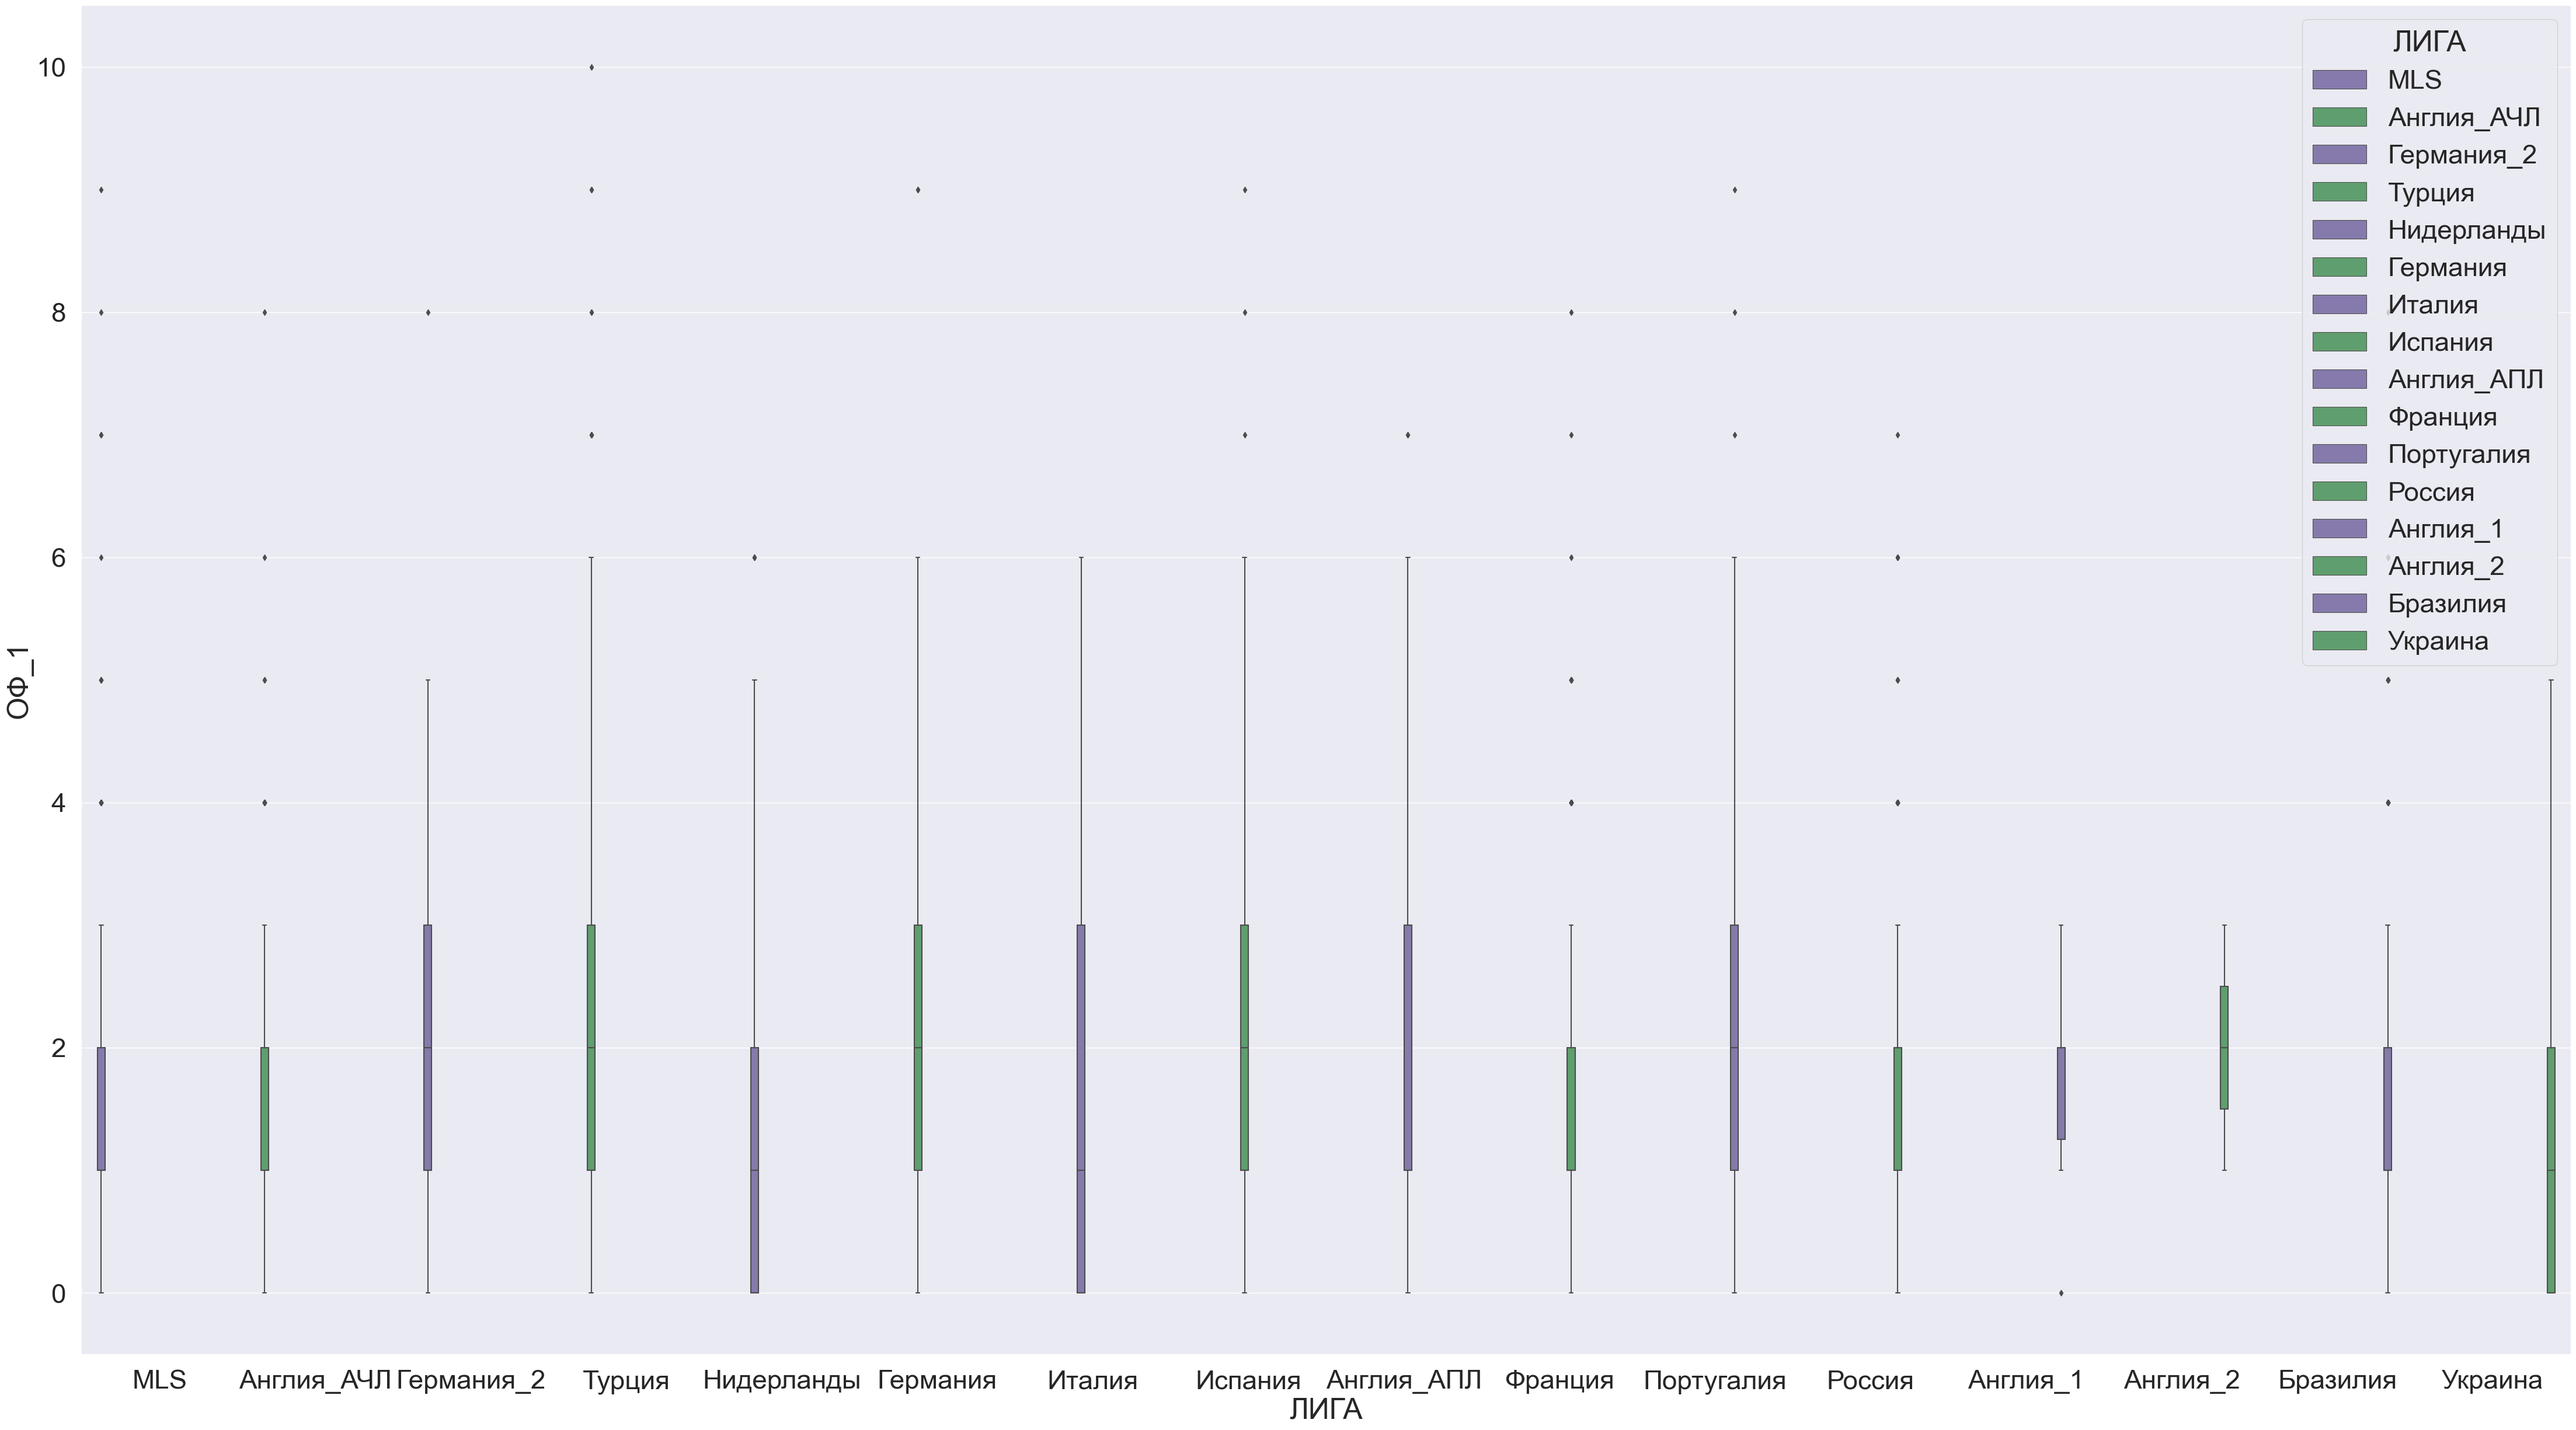 10
8
6
4
2
0
ОФ_1
ЛИГА
MLS
Англия_АЧЛ
Германия_2
Турция
Нидерланды
Германия
Италия
Испания
Англия_АПЛ
Франция
Португалия
Россия
Англия_1
Англия_2
Бразилия
Украина
MLS Англия_АЧЛ Германия_2 Турция Нидерланды Германия Италия Испания Англия_АПЛ Франция Португалия Россия Англия_1 Англия_2 Бразилия Украина
ЛИГА